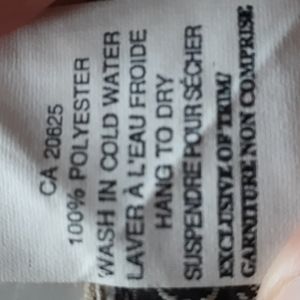 CA 20625
100% POLYESTER
WASH IN COLD WATER
LAVER À L'EAU FROIDE
HANG TO DRY
SUSPENDRE POUR SÉCHER
EXCLUSIVE OF TRIM/
GARNITURE NON COMPRISE